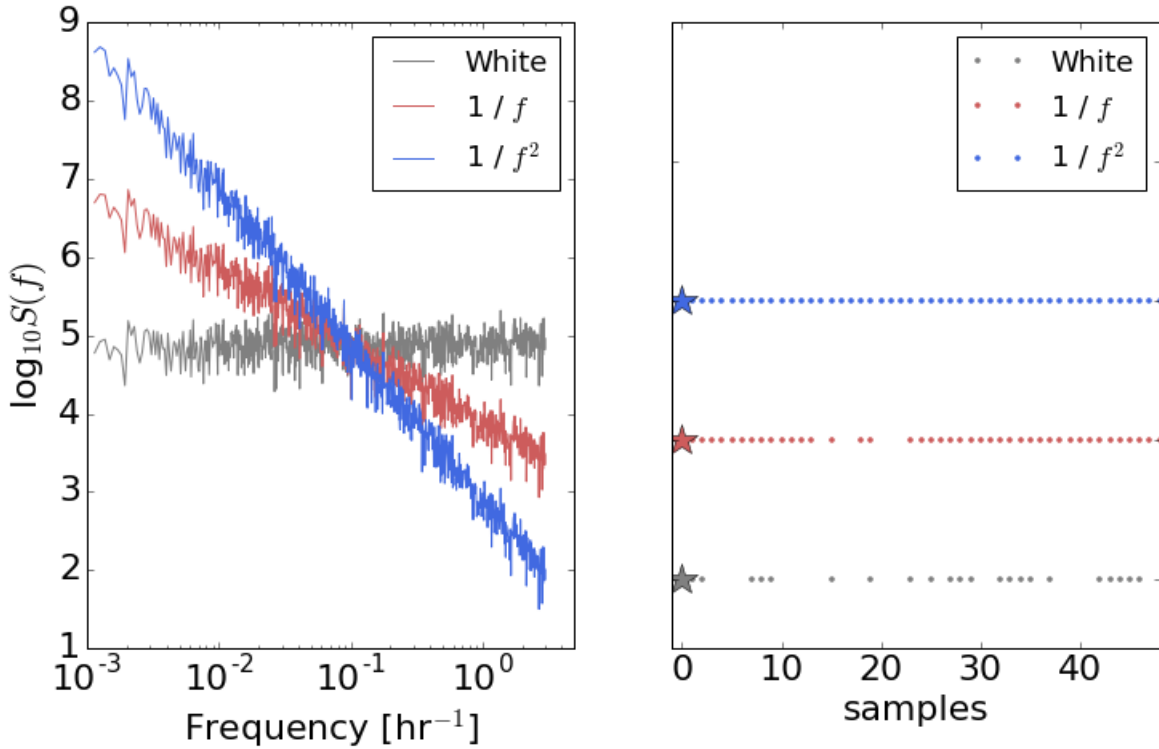 9
8
7
6
5
4
3
2
1
log₁₀S(f)
10⁻³
10⁻²
10⁻¹
10⁰
Frequency [hr⁻¹]
White
1 / f
1 / f²
White
1 / f
1 / f²
0
10
20
30
40
samples